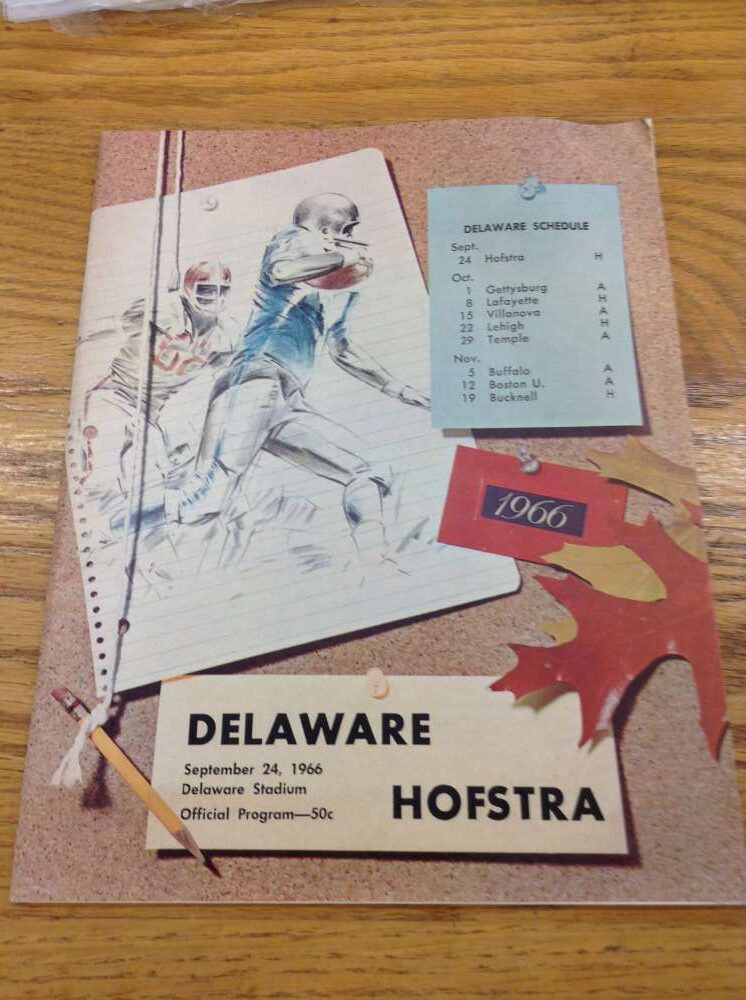 DELAWARE SCHEDULE
Sept.
24 Hofstra H
Oct.
1 Gettysburg A
8 Lafayette H
15 Villanova A
22 Lehigh H
29 Temple A
Nov.
5 Buffalo A
12 Boston U. A
19 Bucknell H
1966
DELAWARE
September 24, 1966
Delaware Stadium
Official Program—50c
HOFSTRA